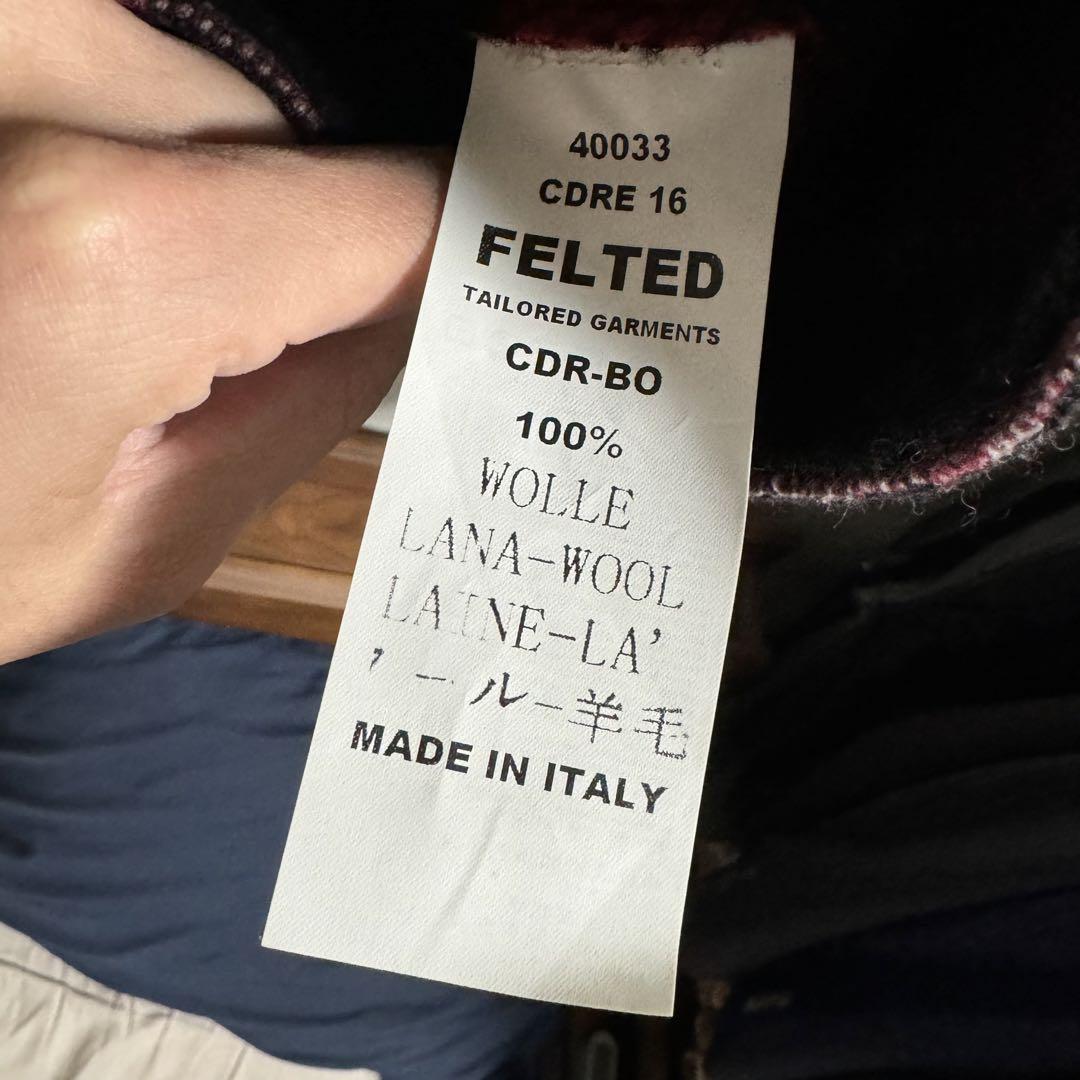 40033
CDRE 16
FELTED
TAILORED GARMENTS
CDR-BO
100%
WOLLE
LANA-WOOL
LAINE-LA'
ール-羊毛
MADE IN ITALY